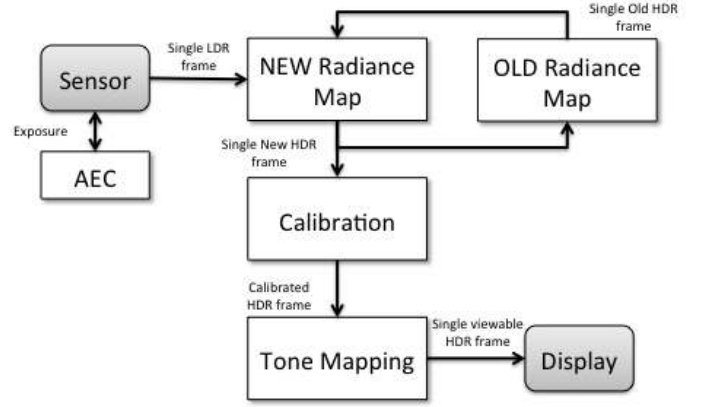 Single Old HDR
frame
Single LDR
frame
Sensor
NEW Radiance
Map
OLD Radiance
Map
Exposure
AEC
Single New HDR
frame
Calibration
Calibrated
HDR frame
Single viewable
HDR frame
Tone Mapping
Display